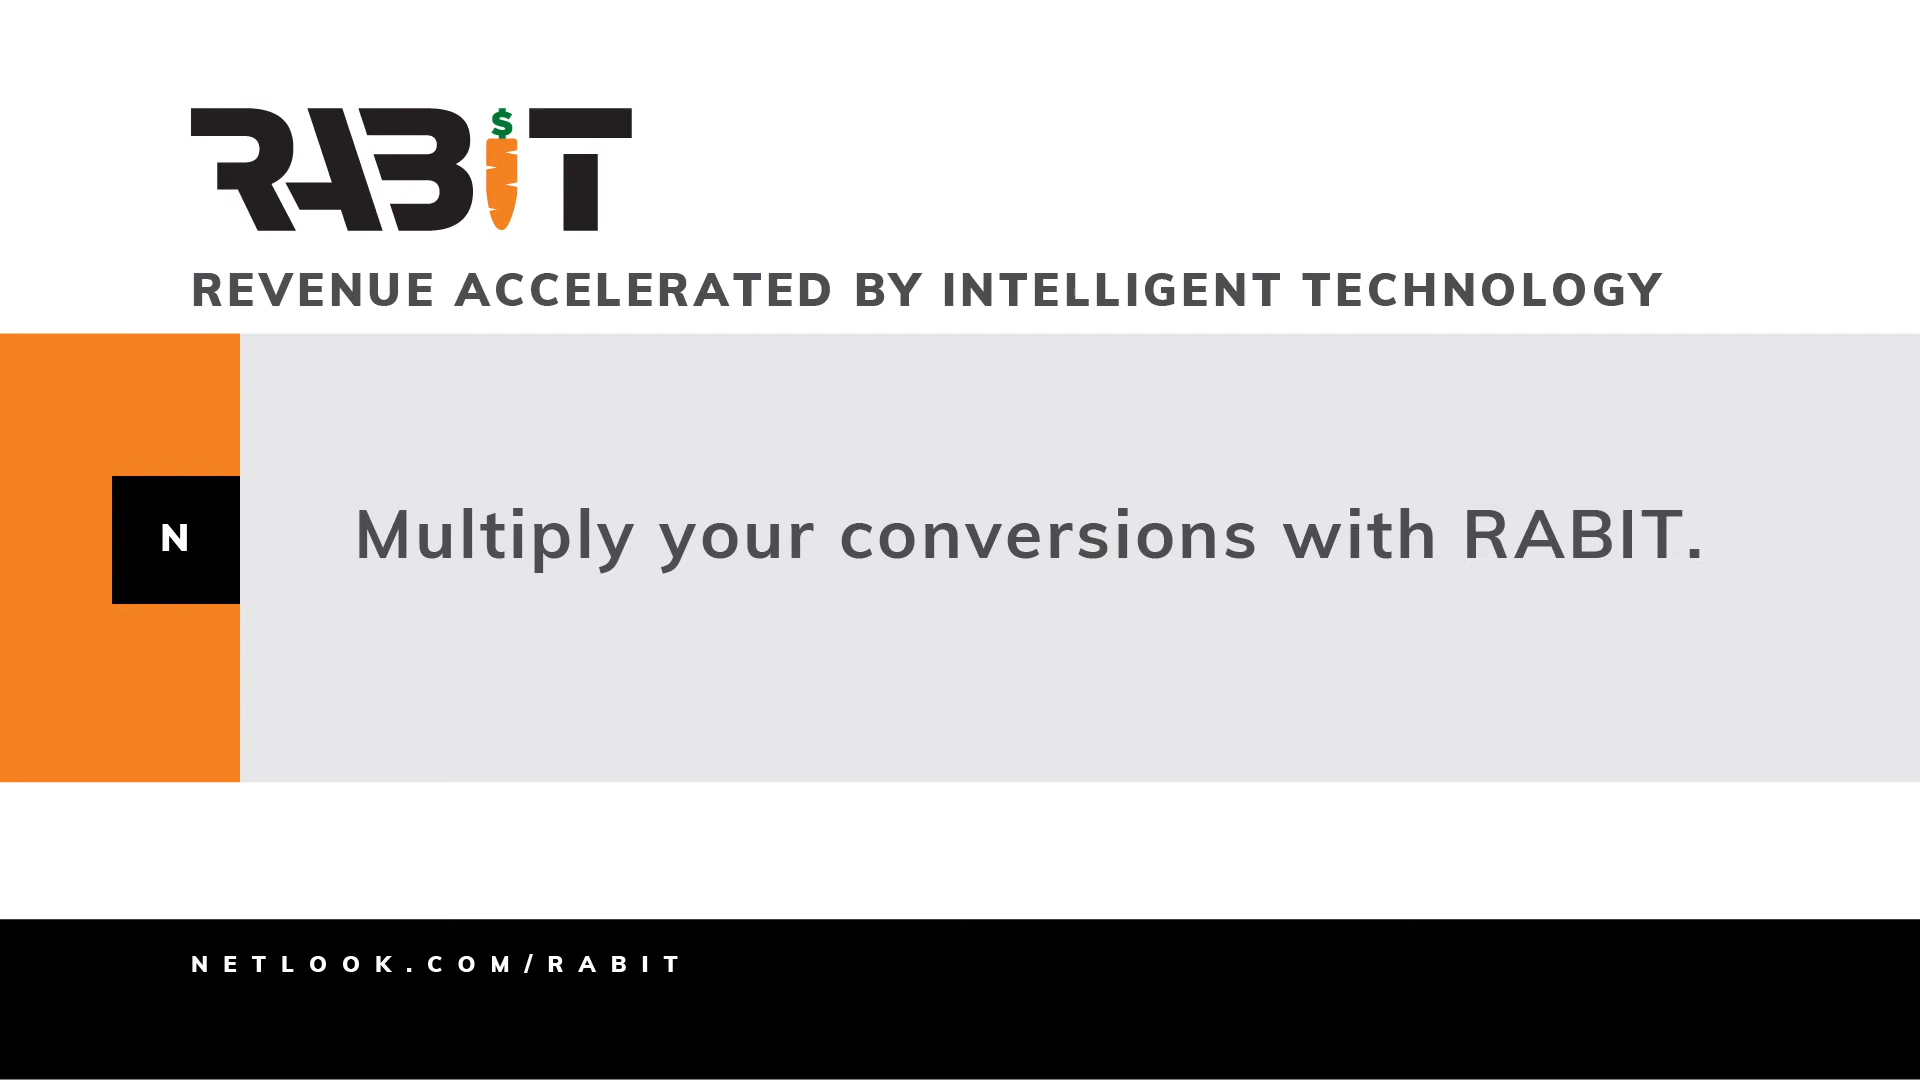 RABIT
$
REVENUE ACCELERATED BY INTELLIGENT TECHNOLOGY
N
Multiply your conversions with RABIT.
NETLOOK.COM/RABIT